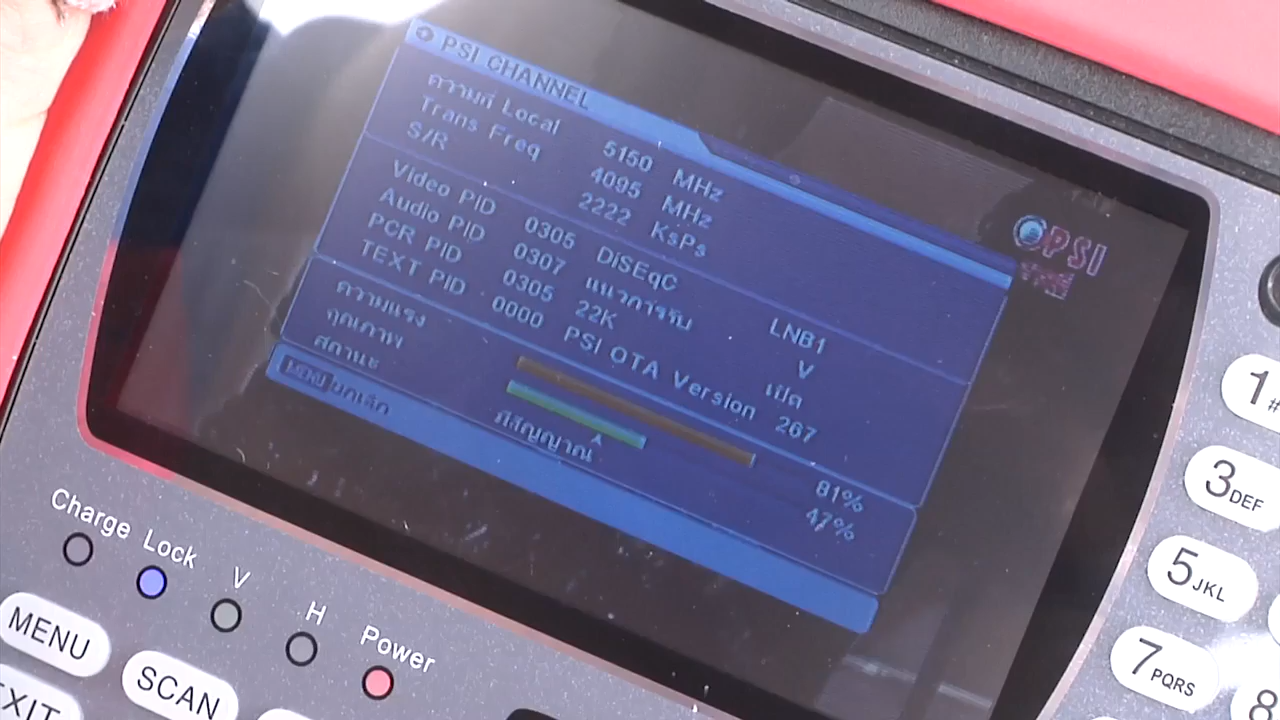 PSI CHANNEL
ความถี่ Local 5150 MHz
Trans Freq 4095 MHz
S/R 2222 KsPs
Video PID 0305 DiSEqC LNB1
Audio PID 0307 แนวการรับ V
PCR PID 0305 22K เปิด
TEXT PID 0000 PSI OTA Version 267
ความแรง 81%
คุณภาพ 47%
สถานะ มีสัญญาณ
MENU ยกเลิก
PSI
Charge Lock V H Power
MENU
SCAN
EXIT
1#
3DEF
5JKL
7PQRS
8